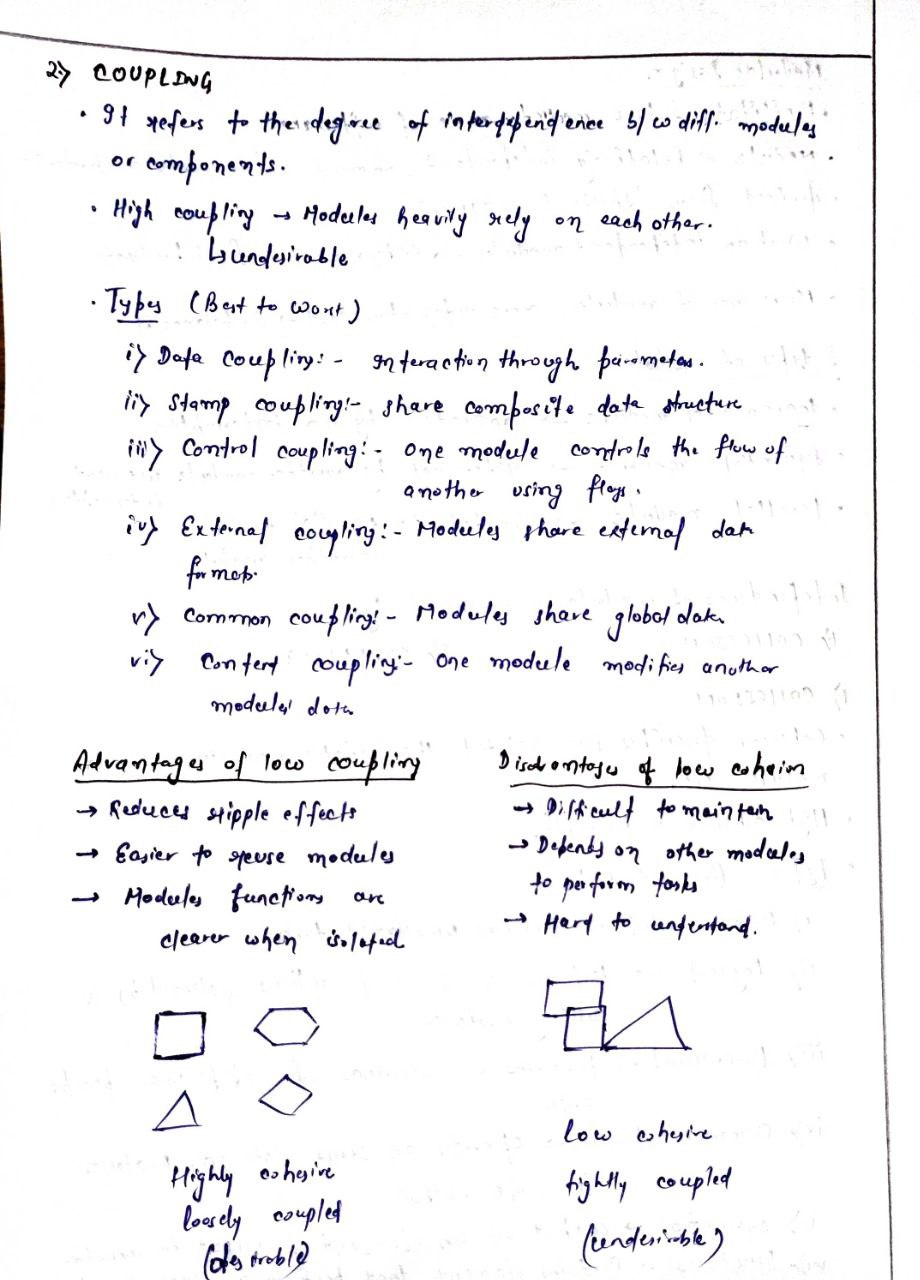 2:> COUPLING
• It refers to the degree of interdependence b/w diff. modules
or components.
• High coupling → Modules heavily rely on each other.
↳ undesirable
• Types (Best to worst)
i> Data coupling:- Interaction through parameters.
ii> Stamp coupling:- share composite data structure
iii> Control coupling:- One module controls the flow of
another using flags.
iv> External coupling:- Modules share external data
formats.
v> Common coupling:- Modules share global data
vi> Content coupling:- One module modifies another
modules' data
Advantages of low coupling
→ Reduces ripple effects
→ Easier to reuse modules
→ Modules functions are
clearer when isolated
Disadvantages of low cohesion
→ Difficult to maintain
→ Depends on other modules
to perform tasks
→ Hard to understand.
Highly cohesive
loosely coupled
(desirable)
low cohesive
tightly coupled
(undesirable)